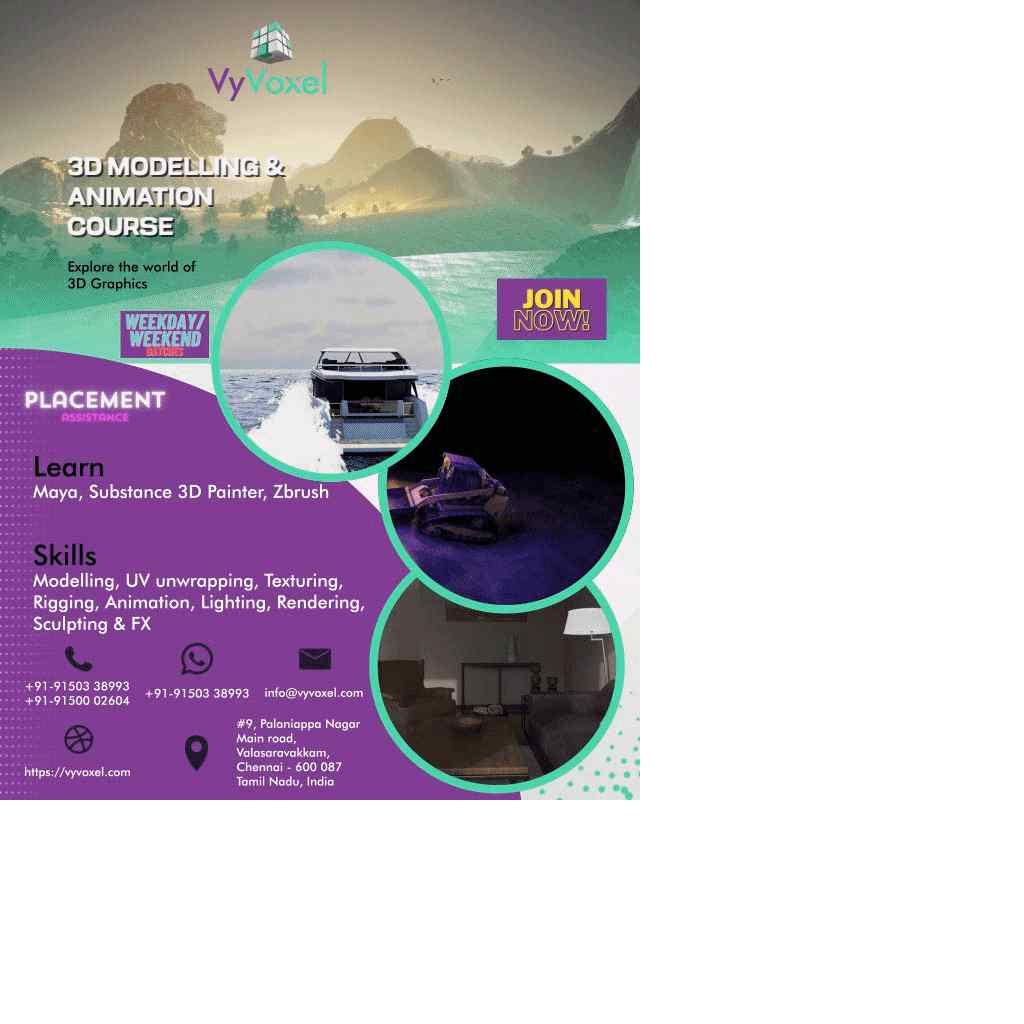 VyVoxel
3D MODELLING &
ANIMATION
COURSE
Explore the world of
3D Graphics
JOIN
NOW!
WEEKDAY/
WEEKEND
BATCHES
PLACEMENT
ASSISTANCE
Learn
Maya, Substance 3D Painter, Zbrush
Skills
Modelling, UV unwrapping, Texturing,
Rigging, Animation, Lighting, Rendering,
Sculpting & FX
+91-91503 38993
+91-91500 02604
+91-91503 38993
info@vyvoxel.com
https://vyvoxel.com
#9, Palaniappa Nagar
Main road,
Valasaravakkam,
Chennai - 600 087
Tamil Nadu, India